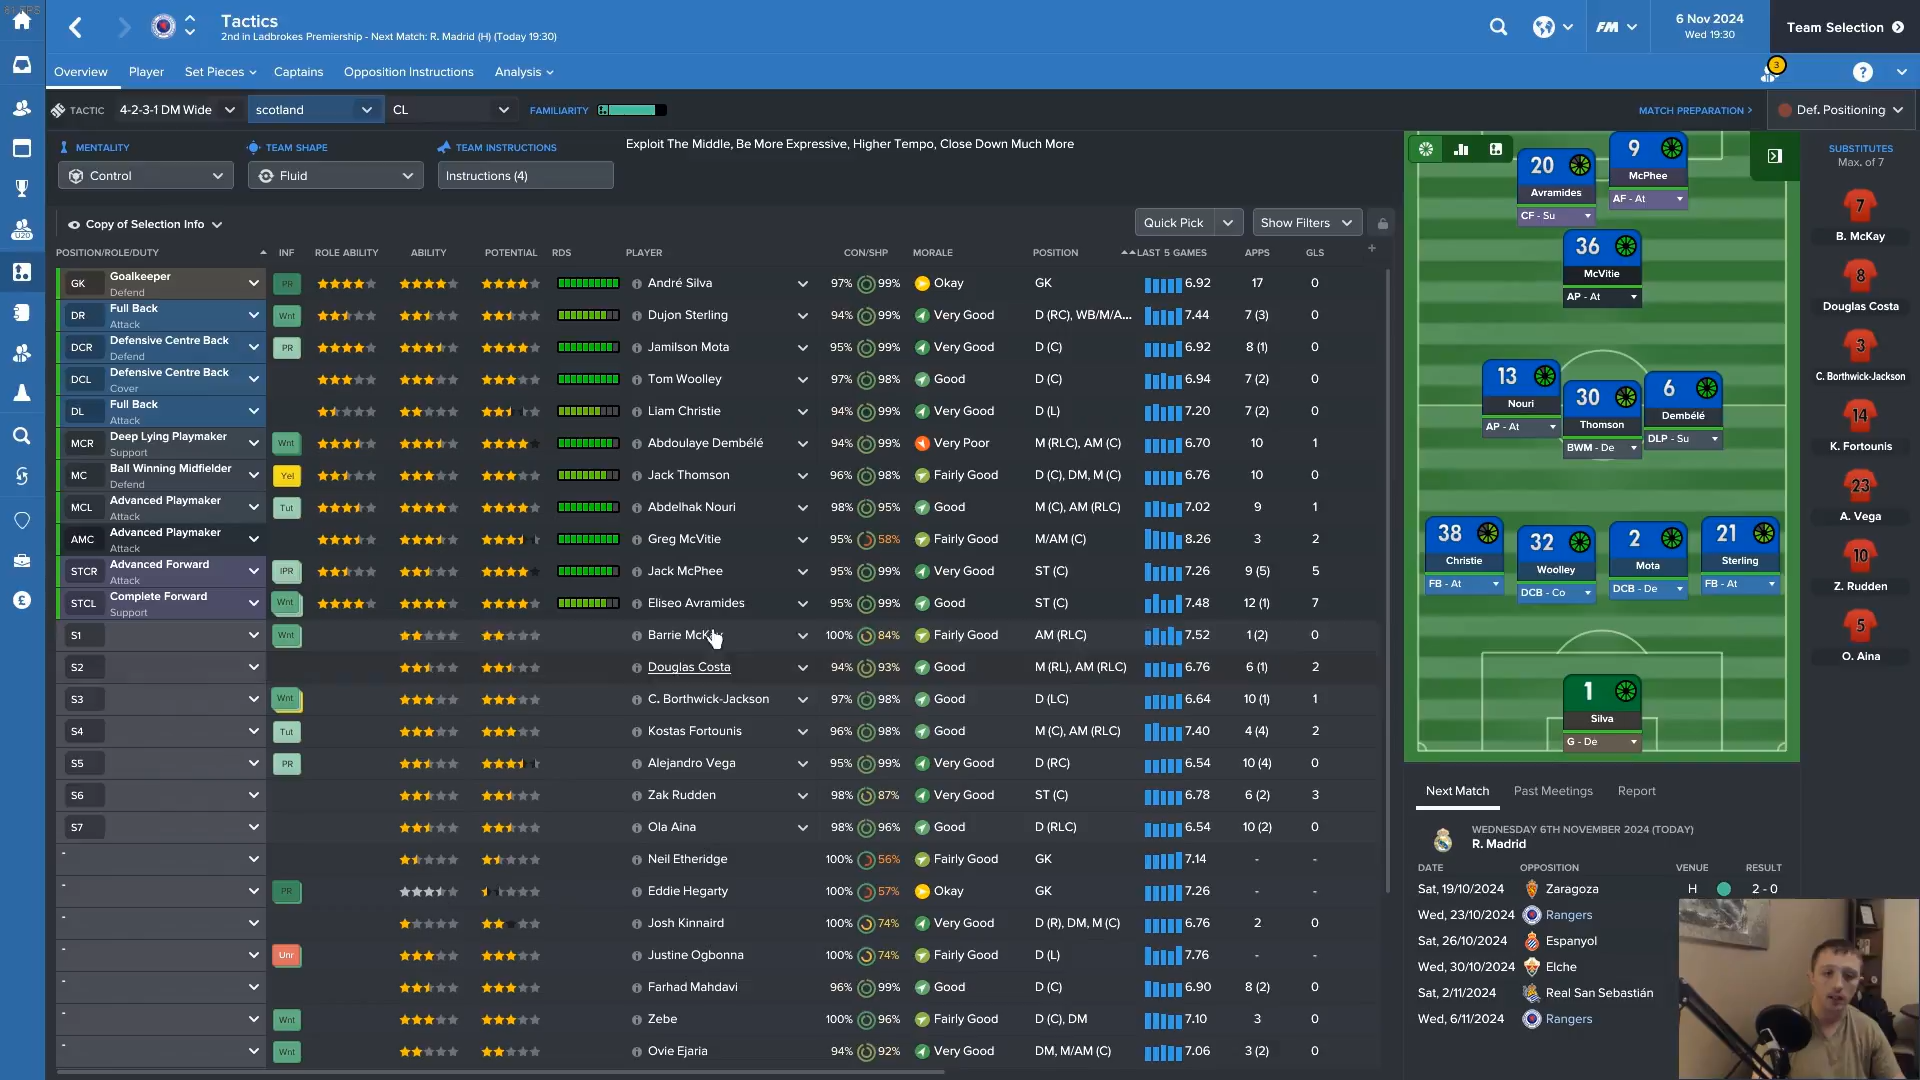 61 FPS
Tactics
2nd in Ladbrokes Premiership - Next Match: R. Madrid (H) (Today 19:30)
FM
6 Nov 2024
Wed 19:30
Team Selection
Overview Player Set Pieces Captains Opposition Instructions Analysis
3
?
TACTIC 4-2-3-1 DM Wide scotland CL FAMILIARITY
MATCH PREPARATION > Def. Positioning
MENTALITY TEAM SHAPE TEAM INSTRUCTIONS
Exploit The Middle, Be More Expressive, Higher Tempo, Close Down Much More
Control Fluid Instructions (4)
Copy of Selection Info Quick Pick Show Filters
POSITION/ROLE/DUTY INF ROLE ABILITY ABILITY POTENTIAL RDS PLAYER CON/SHP MORALE POSITION LAST 5 GAMES APPS GLS
GK Goalkeeper Defend PR André Silva 97% 99% Okay GK 6.92 17 0
DR Full Back Attack Wnt Dujon Sterling 94% 99% Very Good D (RC), WB/M/A... 7.44 7 (3) 0
DCR Defensive Centre Back Defend PR Jamilson Mota 95% 99% Very Good D (C) 6.92 8 (1) 0
DCL Defensive Centre Back Cover Tom Woolley 97% 98% Good D (C) 6.94 7 (2) 0
DL Full Back Attack Liam Christie 94% 99% Very Good D (L) 7.20 7 (2) 0
MCR Deep Lying Playmaker Support Wnt Abdoulaye Dembélé 94% 99% Very Poor M (RLC), AM (C) 6.70 10 1
MC Ball Winning Midfielder Defend Yel Jack Thomson 96% 98% Fairly Good D (C), DM, M (C) 6.76 10 0
MCL Advanced Playmaker Attack Tut Abdelhak Nouri 98% 95% Good M (C), AM (RLC) 7.02 9 1
AMC Advanced Playmaker Attack Greg McVitie 95% 58% Fairly Good M/AM (C) 8.26 3 2
STCR Advanced Forward Attack IPR Jack McPhee 95% 99% Very Good ST (C) 7.26 9 (5) 5
STCL Complete Forward Support Wnt Eliseo Avramides 95% 99% Good ST (C) 7.48 12 (1) 7
S1 Wnt Barrie McKay 100% 84% Fairly Good AM (RLC) 7.52 1 (2) 0
S2 Douglas Costa 94% 93% Good M (RL), AM (RLC) 6.76 6 (1) 2
S3 Wnt C. Borthwick-Jackson 97% 98% Good D (LC) 6.64 10 (1) 1
S4 Tut Kostas Fortounis 96% 98% Good M (C), AM (RLC) 7.40 4 (4) 2
S5 PR Alejandro Vega 95% 99% Very Good D (RC) 6.54 10 (4) 0
S6 Zak Rudden 98% 87% Very Good ST (C) 6.78 6 (2) 3
S7 Ola Aina 98% 96% Good D (RLC) 6.54 10 (2) 0
- Neil Etheridge 100% 56% Fairly Good GK 7.14 - -
- PR Eddie Hegarty 100% 57% Okay GK 7.26 - -
- Josh Kinnaird 100% 74% Very Good D (R), DM, M (C) 6.76 2 0
- Unr Justine Ogbonna 100% 74% Fairly Good D (L) 7.76 - -
- Farhad Mahdavi 96% 99% Good D (C) 6.90 8 (2) 0
- Wnt Zebe 100% 96% Fairly Good D (C), DM 7.10 3 0
- Wnt Ovie Ejaria 94% 92% Very Good DM, M/AM (C) 7.06 3 (2) 0
20 Avramides CF - Su
9 McPhee AF - At
36 McVitie AP - At
13 Nouri AP - At
30 Thomson BWM - De
6 Dembélé DLP - Su
38 Christie FB - At
32 Woolley DCB - Co
2 Mota DCB - De
21 Sterling FB - At
1 Silva G - De
SUBSTITUTES
Max. of 7
7 B. McKay
8 Douglas Costa
3 C. Borthwick-Jackson
14 K. Fortounis
23 A. Vega
10 Z. Rudden
5 O. Aina
Next Match Past Meetings Report
WEDNESDAY 6TH NOVEMBER 2024 (TODAY)
R. Madrid
DATE OPPOSITION VENUE RESULT
Sat, 19/10/2024 Zaragoza H 2 - 0
Wed, 23/10/2024 Rangers
Sat, 26/10/2024 Espanyol
Wed, 30/10/2024 Elche
Sat, 2/11/2024 Real San Sebastián
Wed, 6/11/2024 Rangers